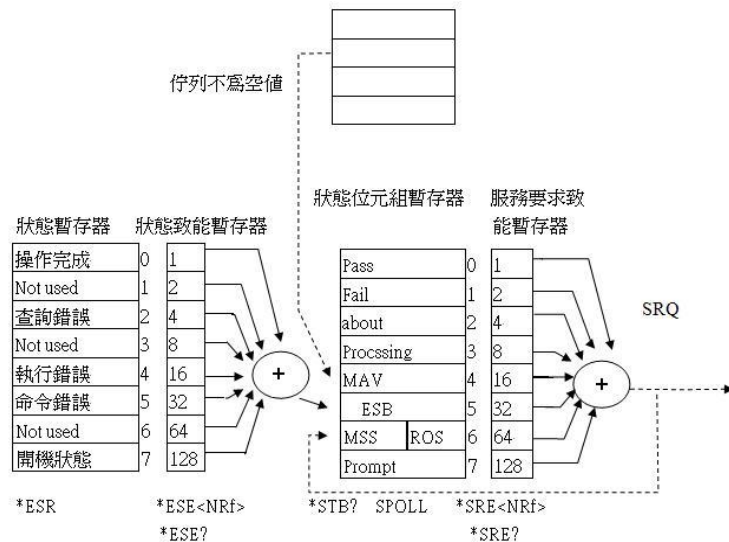 佇列不爲空値
狀態暫存器
狀態致能暫存器
狀態位元組暫存器
服務要求致
能暫存器
操作完成 0 1
Not used 1 2
查詢錯誤 2 4
Not used 3 8
執行錯誤 4 16
命令錯誤 5 32
Not used 6 64
開機狀態 7 128
+
Pass 0 1
Fail 1 2
about 2 4
Procssing 3 8
MAV 4 16
ESB 5 32
MSS ROS 6 64
Prompt 7 128
+
SRQ
*ESR *ESE<NRf> *STB? SPOLL *SRE<NRf>
*ESE? *SRE?